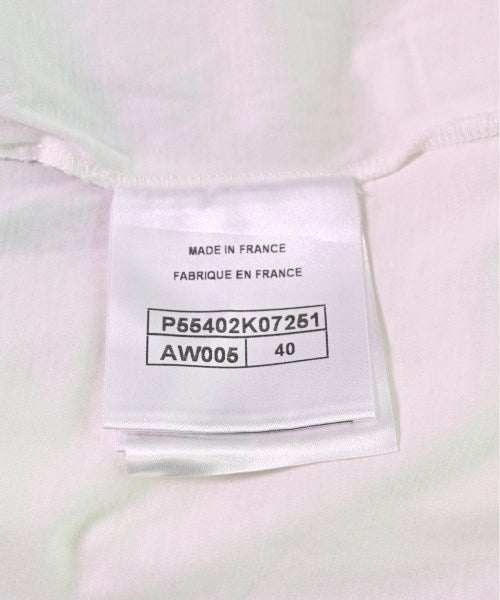 MADE IN FRANCE
FABRIQUE EN FRANCE
P55402K07251
AW005 40